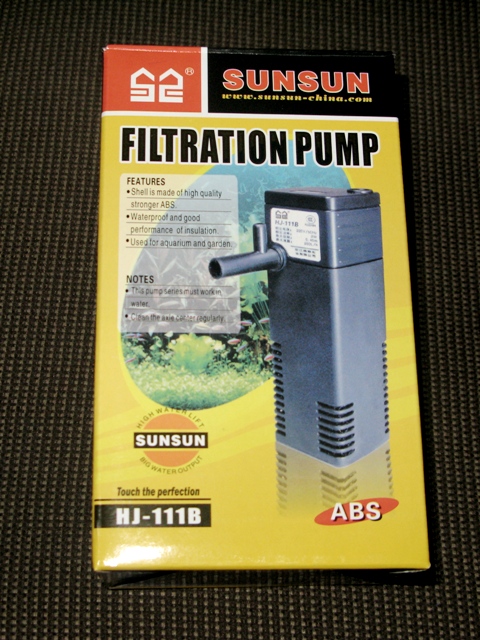 ®
SUNSUN
www.sunsun-china.com
FILTRATION PUMP
FEATURES
•Shell is made of high quality
stronger ABS.
•Waterproof and good
performance of insulation.
•Used for aquarium and garden.
NOTES
•This pump series must work in
water.
•Clean the axle center regularly.
HJ-111B
HIGH WATER LIFT
SUNSUN
BIG WATER OUTPUT
Touch the perfection
HJ-111B
ABS